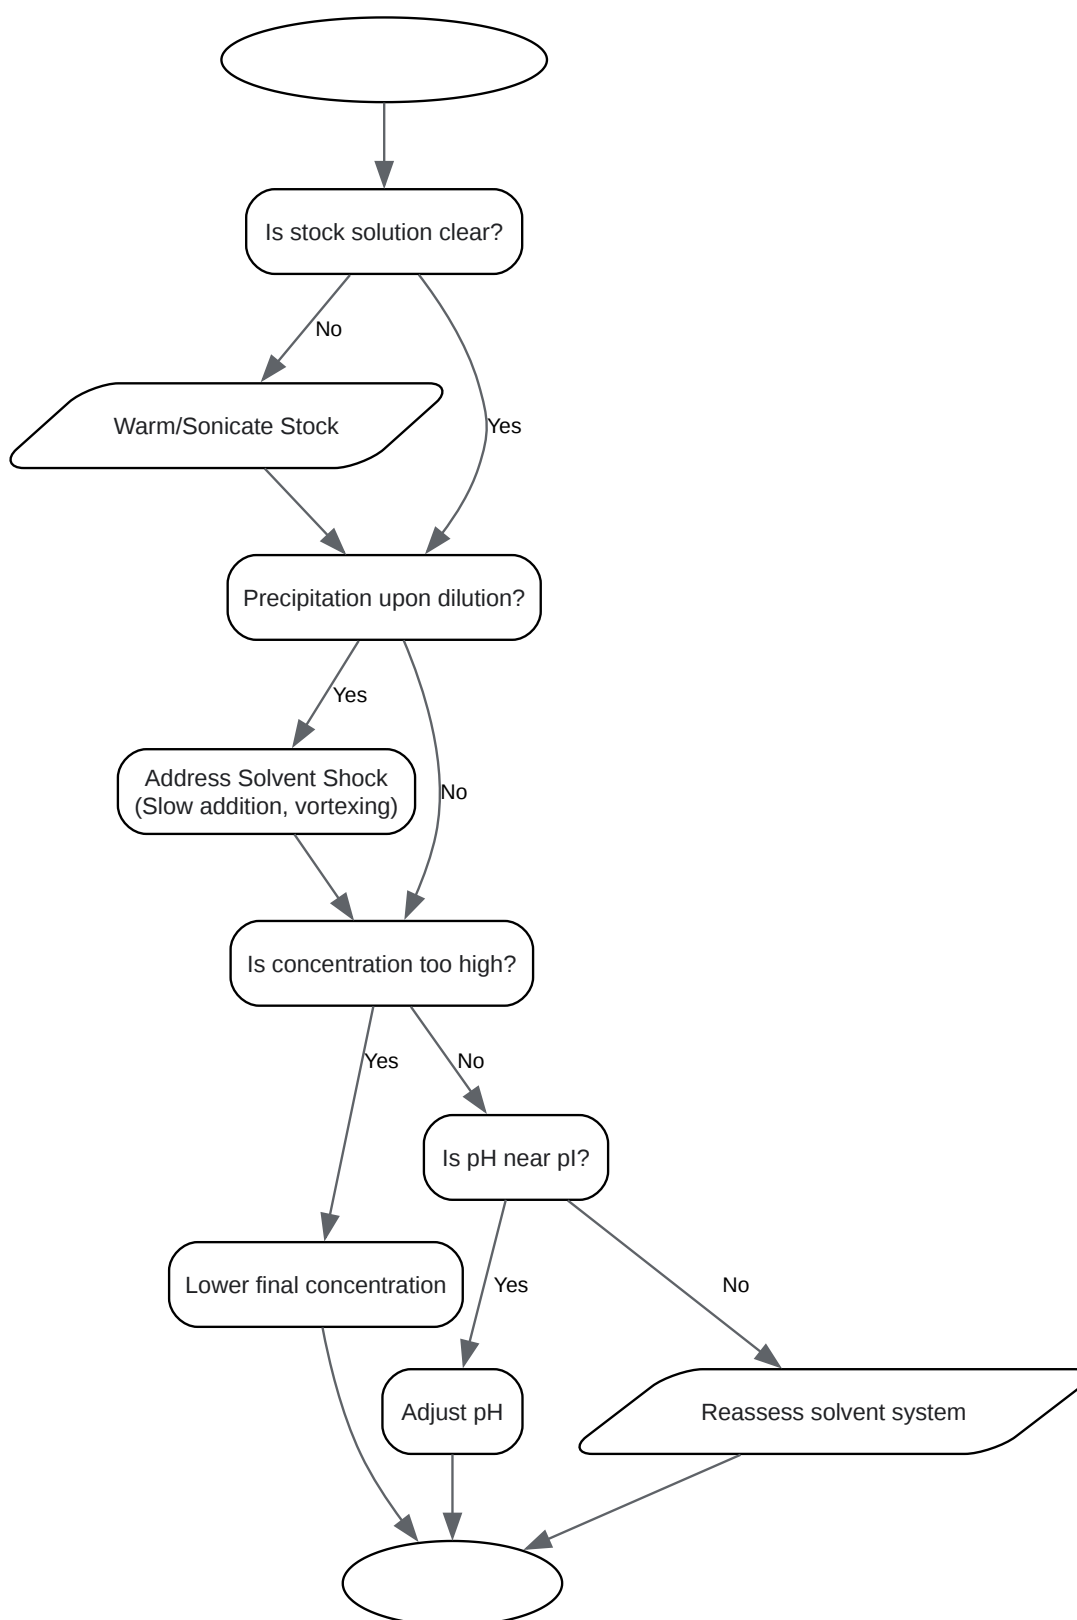 Is stock solution clear?
No
Warm/Sonicate Stock
Yes
Precipitation upon dilution?
Yes
Address Solvent Shock
(Slow addition, vortexing)
No
Is concentration too high?
Yes
No
Is pH near pI?
Lower final concentration
Yes
No
Adjust pH
Reassess solvent system